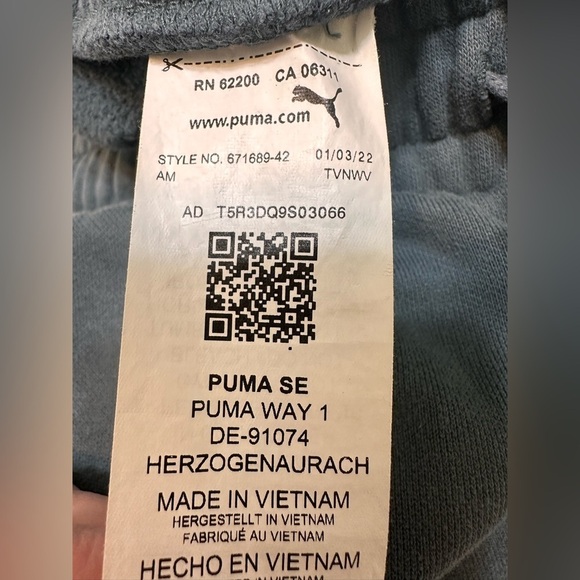 L
RN 62200 CA 06311
www.puma.com
STYLE NO. 671689-42 01/03/22
AM TVNWV
AD T5R3DQ9S03066
PUMA SE
PUMA WAY 1
DE-91074
HERZOGENAURACH
MADE IN VIETNAM
HERGESTELLT IN VIETNAM
FABRIQUÉ AU VIETNAM
HECHO EN VIETNAM